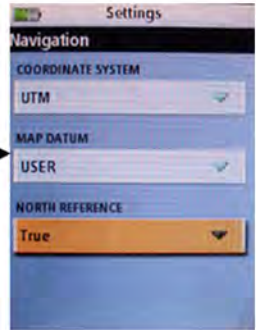 Settings
Navigation
COORDINATE SYSTEM
UTM
MAP DATUM
USER
NORTH REFERENCE
True